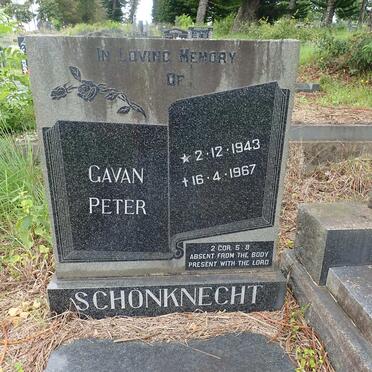 IN LOVING MEMORY
OF
GAVAN
PETER
★ 2·12·1943
✝ 16·4·1967
2 COR. 5:8
ABSENT FROM THE BODY
PRESENT WITH THE LORD
SCHONKNECHT